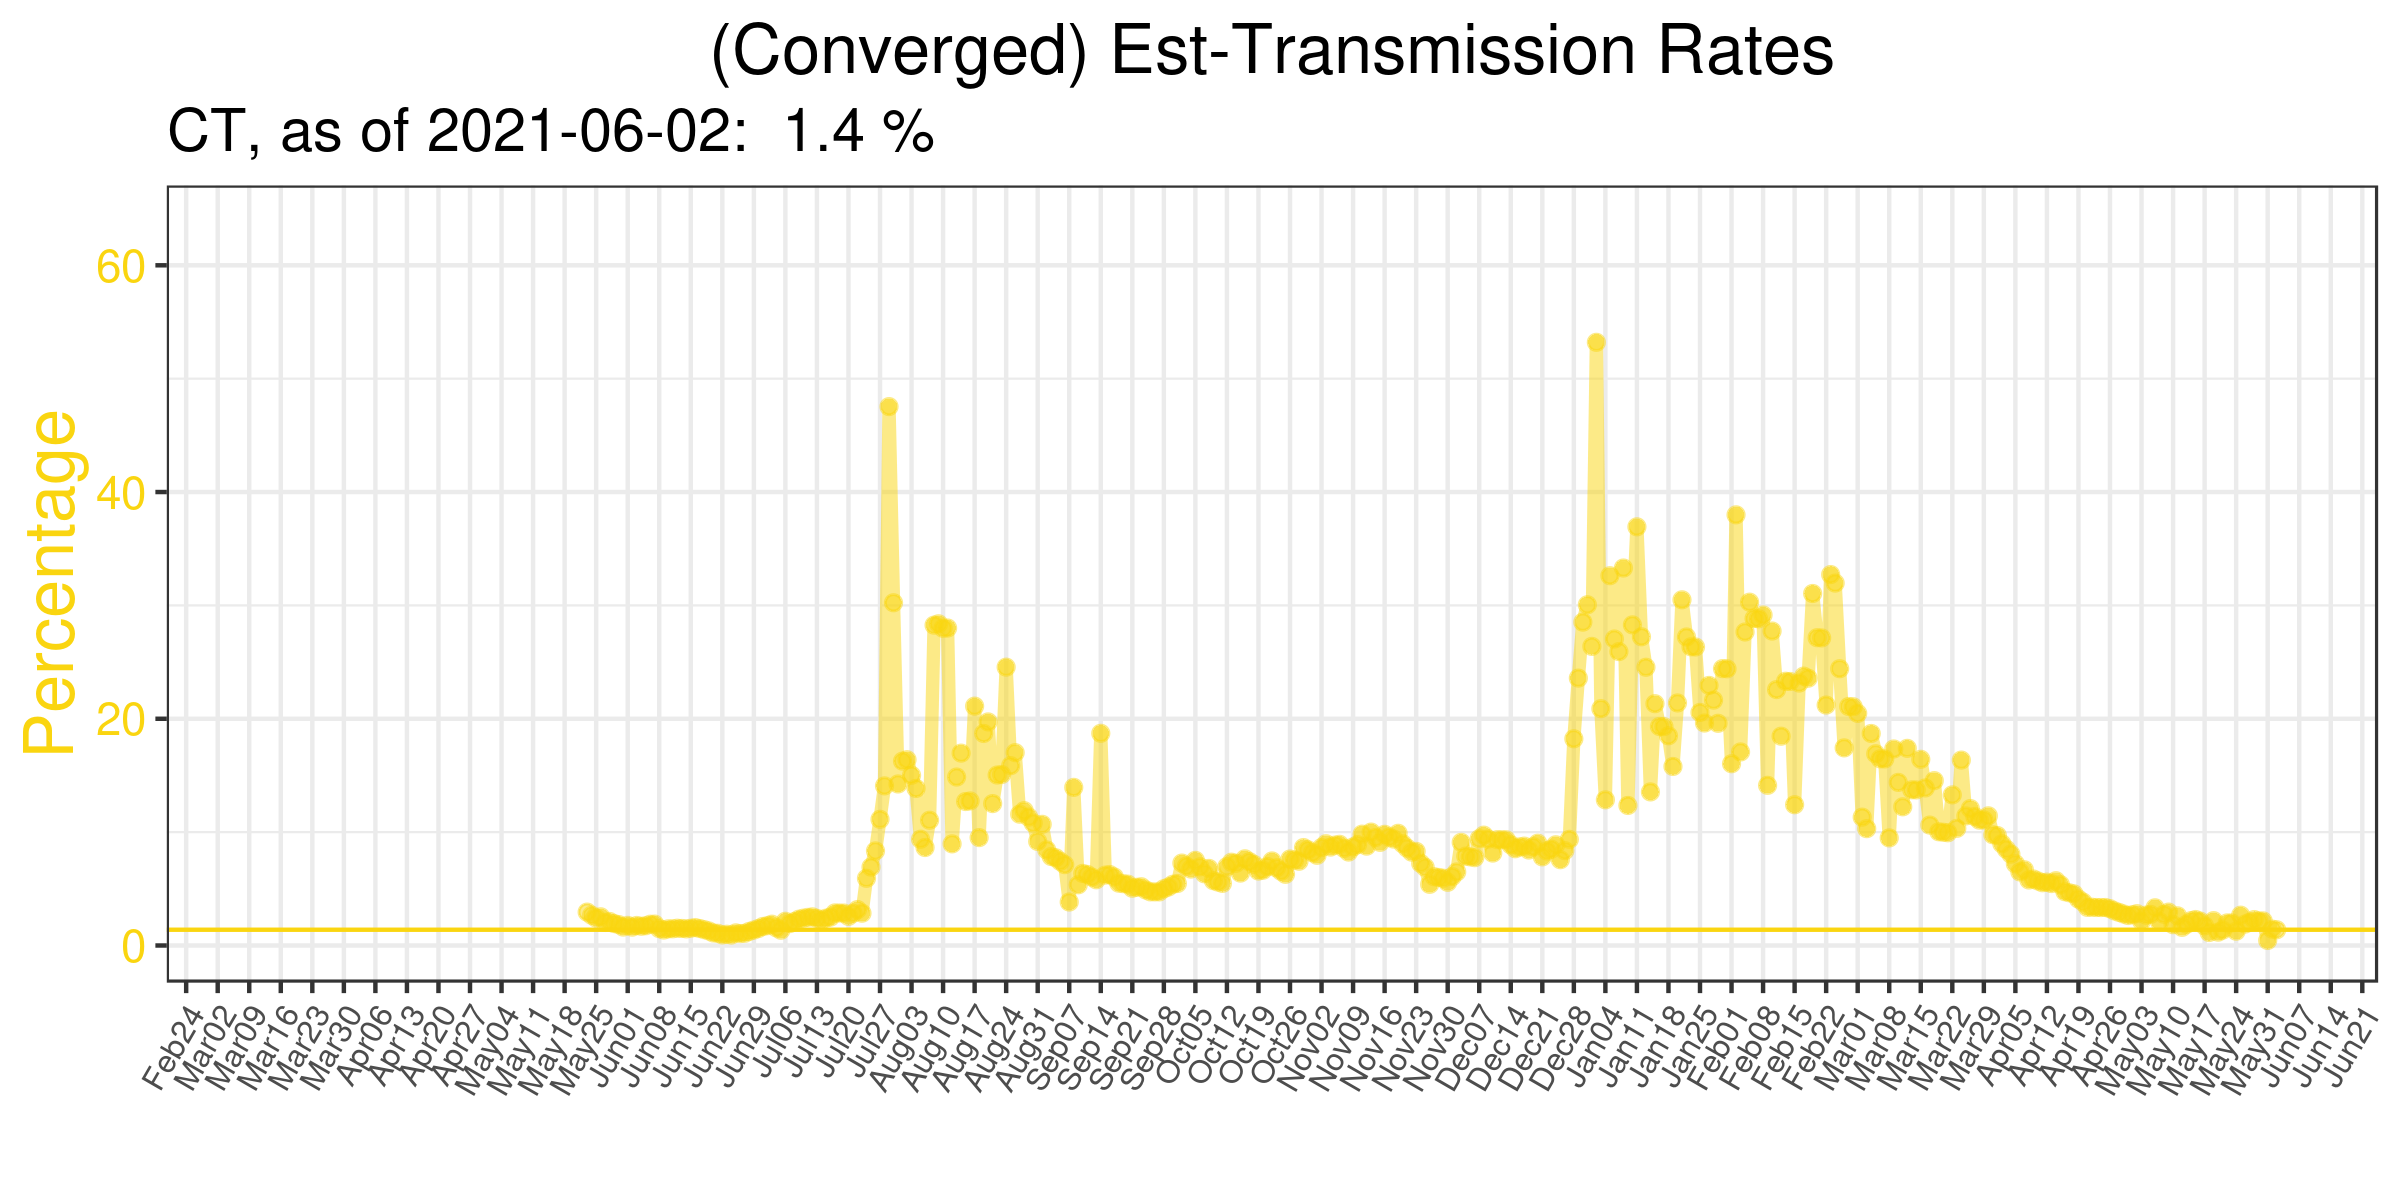 (Converged) Est-Transmission Rates
CT, as of 2021-06-02:  1.4 %
Percentage
60
40
20
0
Feb24
Mar02
Mar09
Mar16
Mar23
Mar30
Apr06
Apr13
Apr20
Apr27
May04
May11
May18
May25
Jun01
Jun08
Jun15
Jun22
Jun29
Jul06
Jul13
Jul20
Jul27
Aug03
Aug10
Aug17
Aug24
Aug31
Sep07
Sep14
Sep21
Sep28
Oct05
Oct12
Oct19
Oct26
Nov02
Nov09
Nov16
Nov23
Nov30
Dec07
Dec14
Dec21
Dec28
Jan04
Jan11
Jan18
Jan25
Feb01
Feb08
Feb15
Feb22
Mar01
Mar08
Mar15
Mar22
Mar29
Apr05
Apr12
Apr19
Apr26
May03
May10
May17
May24
May31
Jun07
Jun14
Jun21